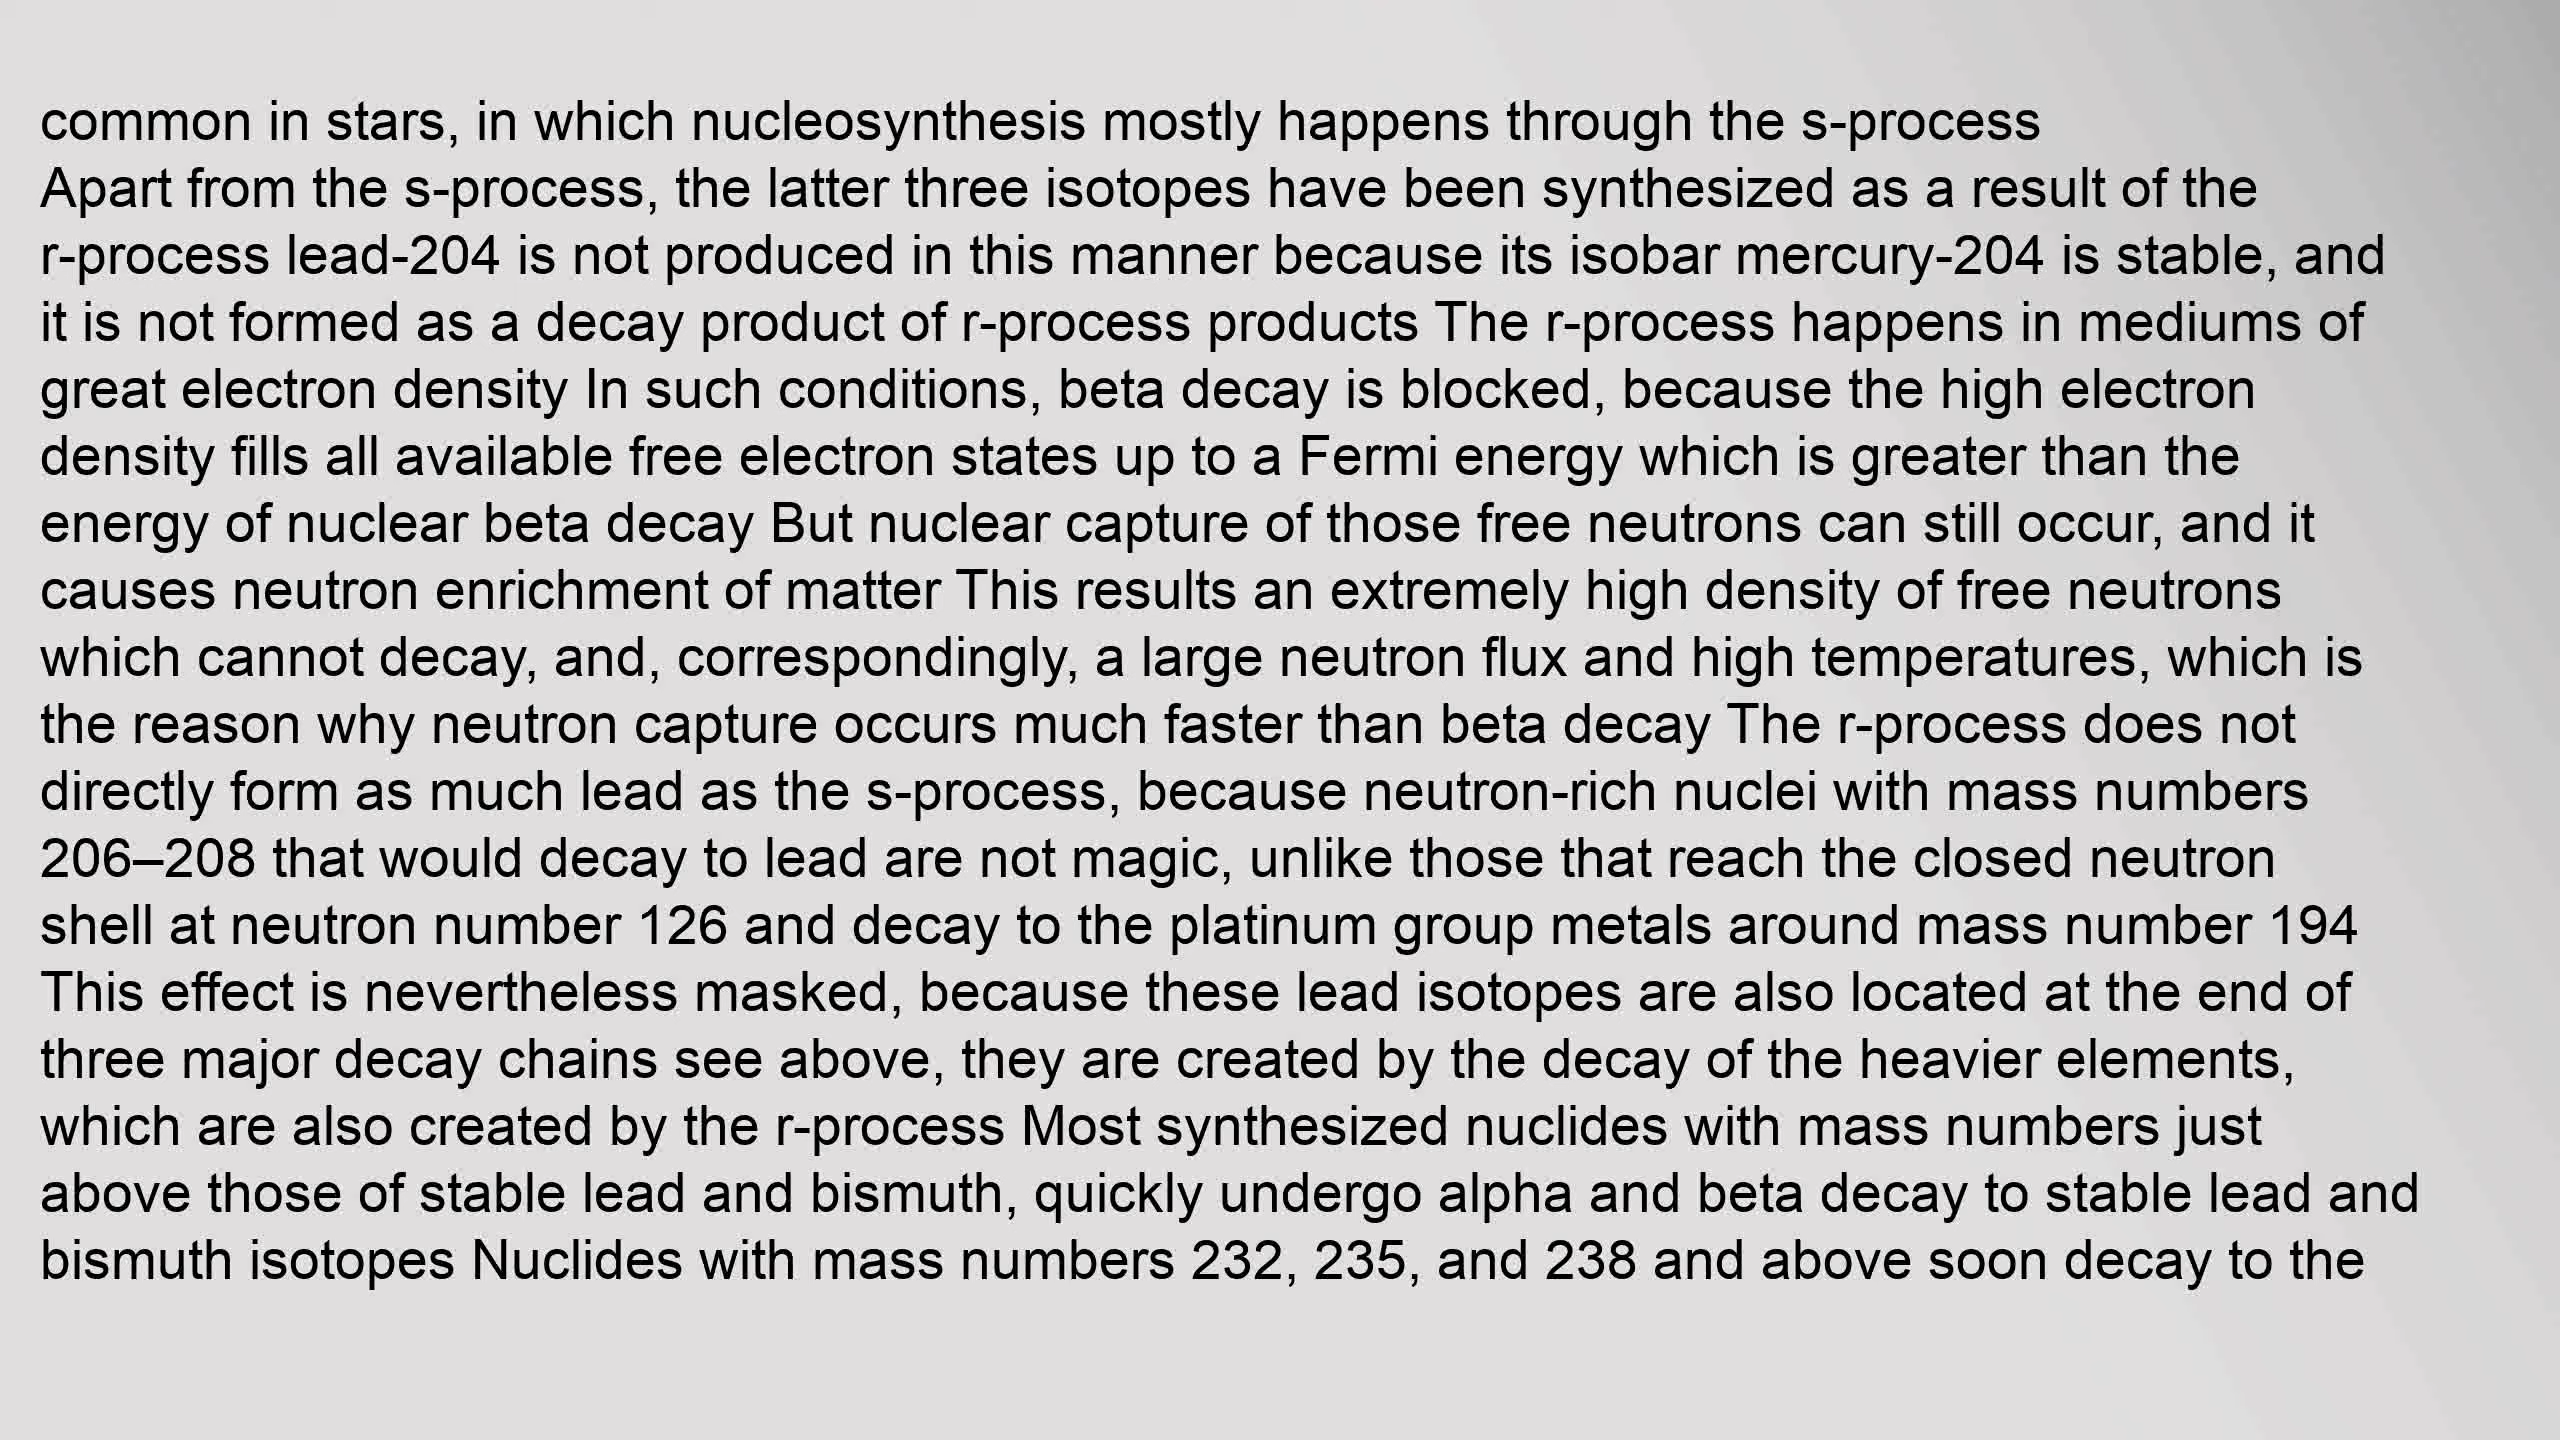 common in stars, in which nucleosynthesis mostly happens through the s-process
Apart from the s-process, the latter three isotopes have been synthesized as a result of the
r-process lead-204 is not produced in this manner because its isobar mercury-204 is stable, and
it is not formed as a decay product of r-process products The r-process happens in mediums of
great electron density In such conditions, beta decay is blocked, because the high electron
density fills all available free electron states up to a Fermi energy which is greater than the
energy of nuclear beta decay But nuclear capture of those free neutrons can still occur, and it
causes neutron enrichment of matter This results an extremely high density of free neutrons
which cannot decay, and, correspondingly, a large neutron flux and high temperatures, which is
the reason why neutron capture occurs much faster than beta decay The r-process does not
directly form as much lead as the s-process, because neutron-rich nuclei with mass numbers
206–208 that would decay to lead are not magic, unlike those that reach the closed neutron
shell at neutron number 126 and decay to the platinum group metals around mass number 194
This effect is nevertheless masked, because these lead isotopes are also located at the end of
three major decay chains see above, they are created by the decay of the heavier elements,
which are also created by the r-process Most synthesized nuclides with mass numbers just
above those of stable lead and bismuth, quickly undergo alpha and beta decay to stable lead and
bismuth isotopes Nuclides with mass numbers 232, 235, and 238 and above soon decay to the